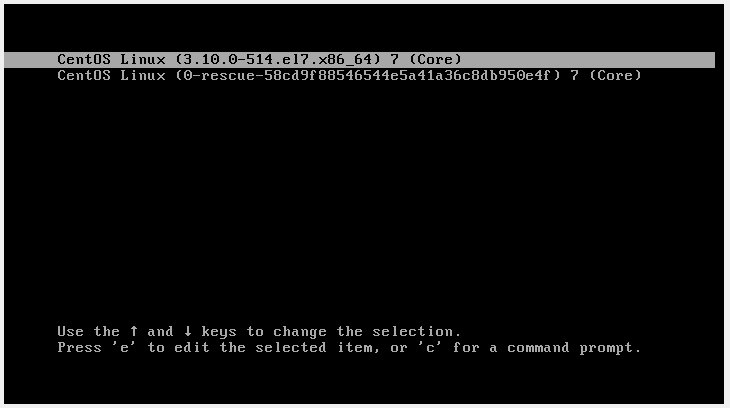 CentOS Linux (3.10.0-514.el7.x86_64) 7 (Core)
CentOS Linux (0-rescue-58cd9f88546544e5a41a36c8db950e4f) 7 (Core)
Use the ↑ and ↓ keys to change the selection.
Press 'e' to edit the selected item, or 'c' for a command prompt.